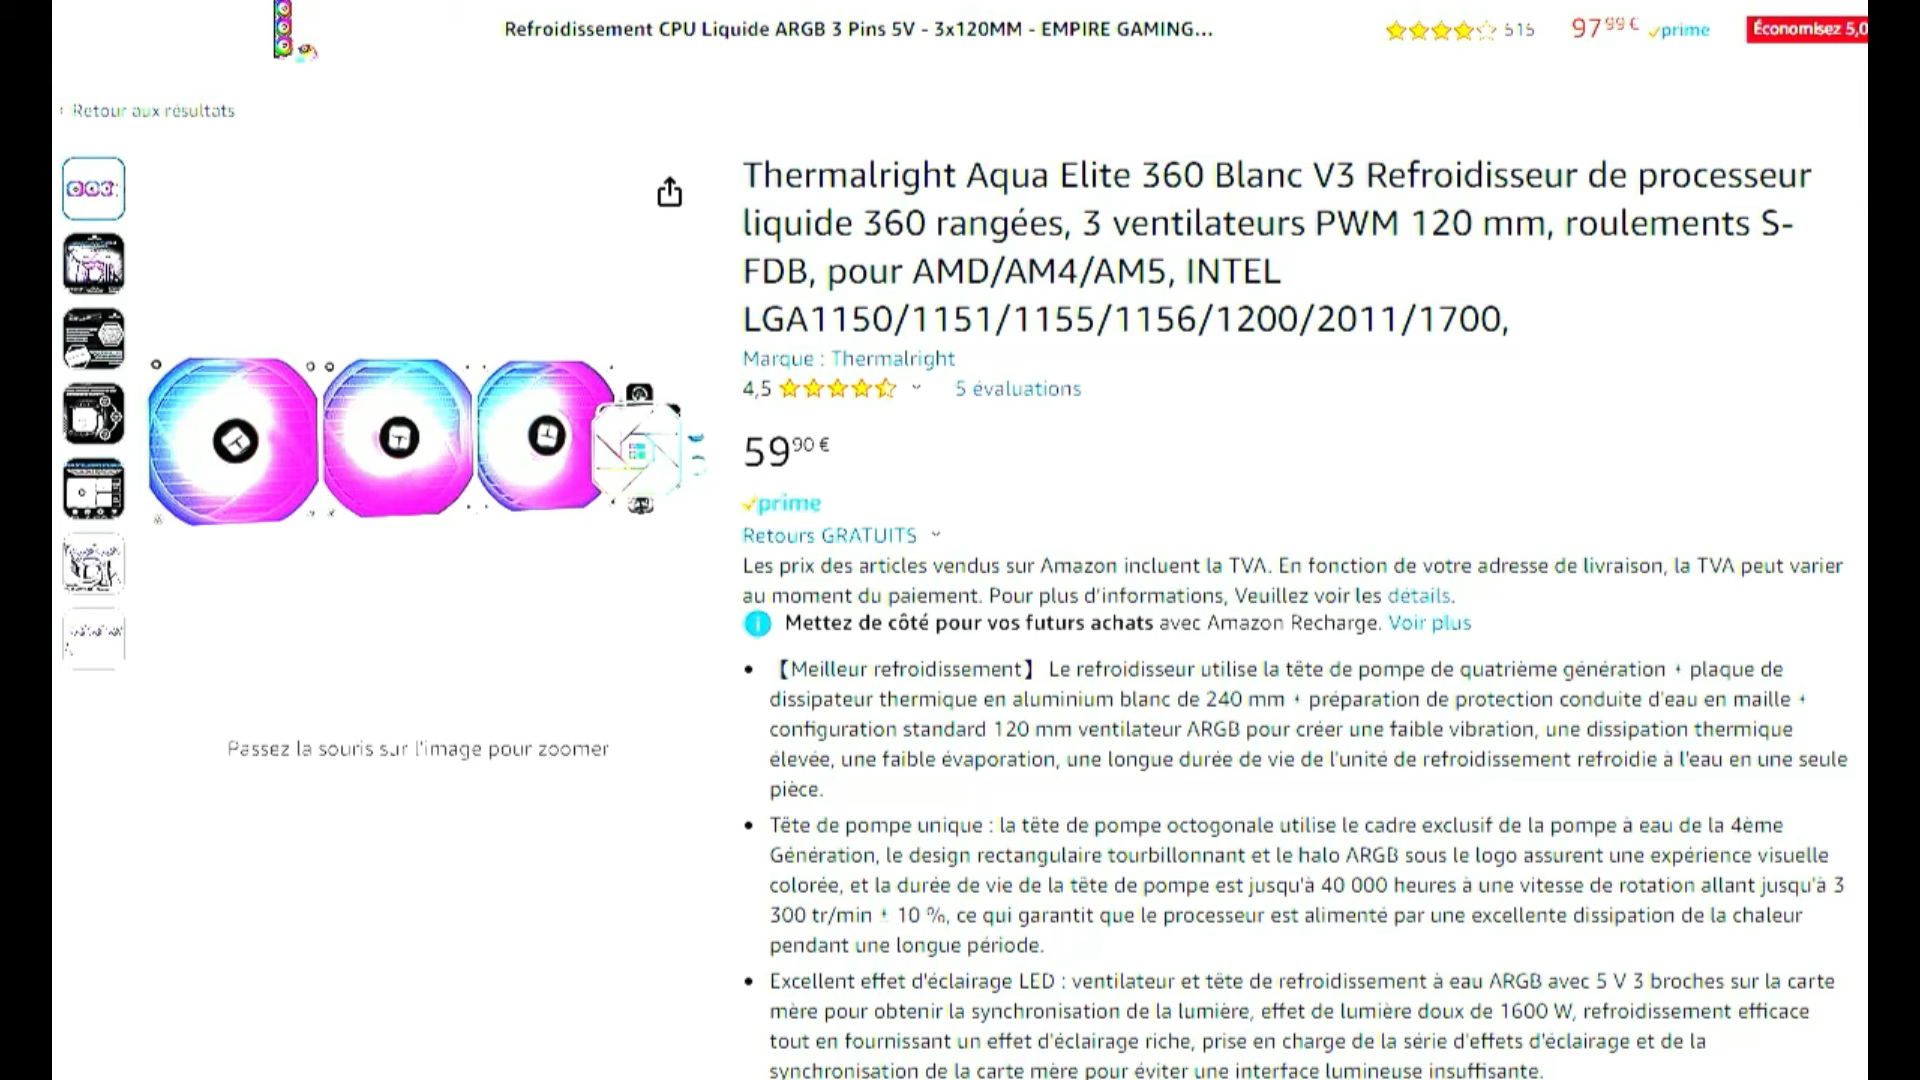 Refroidissement CPU Liquide ARGB 3 Pins 5V - 3x120MM - EMPIRE GAMING...
515
97⁹⁹ €
prime
Économisez 5,0
‹ Retour aux résultats
Thermalright Aqua Elite 360 Blanc V3 Refroidisseur de processeur
liquide 360 rangées, 3 ventilateurs PWM 120 mm, roulements S-
FDB, pour AMD/AM4/AM5, INTEL
LGA1150/1151/1155/1156/1200/2011/1700,
Marque : Thermalright
4,5
5 évaluations
59⁹⁰ €
prime
Retours GRATUITS
Les prix des articles vendus sur Amazon incluent la TVA. En fonction de votre adresse de livraison, la TVA peut varier
au moment du paiement. Pour plus d'informations, Veuillez voir les détails.
Mettez de côté pour vos futurs achats avec Amazon Recharge. Voir plus
• 【Meilleur refroidissement】 Le refroidisseur utilise la tête de pompe de quatrième génération + plaque de
dissipateur thermique en aluminium blanc de 240 mm + préparation de protection conduite d'eau en maille +
configuration standard 120 mm ventilateur ARGB pour créer une faible vibration, une dissipation thermique
élevée, une faible évaporation, une longue durée de vie de l'unité de refroidissement refroidie à l'eau en une seule
pièce.
Passez la souris sur l'image pour zoomer
• Tête de pompe unique : la tête de pompe octogonale utilise le cadre exclusif de la pompe à eau de la 4ème
Génération, le design rectangulaire tourbillonnant et le halo ARGB sous le logo assurent une expérience visuelle
colorée, et la durée de vie de la tête de pompe est jusqu'à 40 000 heures à une vitesse de rotation allant jusqu'à 3
300 tr/min ± 10 %, ce qui garantit que le processeur est alimenté par une excellente dissipation de la chaleur
pendant une longue période.
• Excellent effet d'éclairage LED : ventilateur et tête de refroidissement à eau ARGB avec 5 V 3 broches sur la carte
mère pour obtenir la synchronisation de la lumière, effet de lumière doux de 1600 W, refroidissement efficace
tout en fournissant un effet d'éclairage riche, prise en charge de la série d'effets d'éclairage et de la
synchronisation de la carte mère pour éviter une interface lumineuse insuffisante.